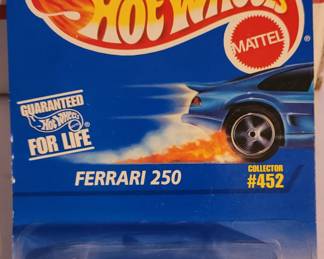 HOT WHEELS
MATTEL
®
GUARANTEED
HOT WHEELS
FOR LIFE
FERRARI 250
COLLECTOR
#452